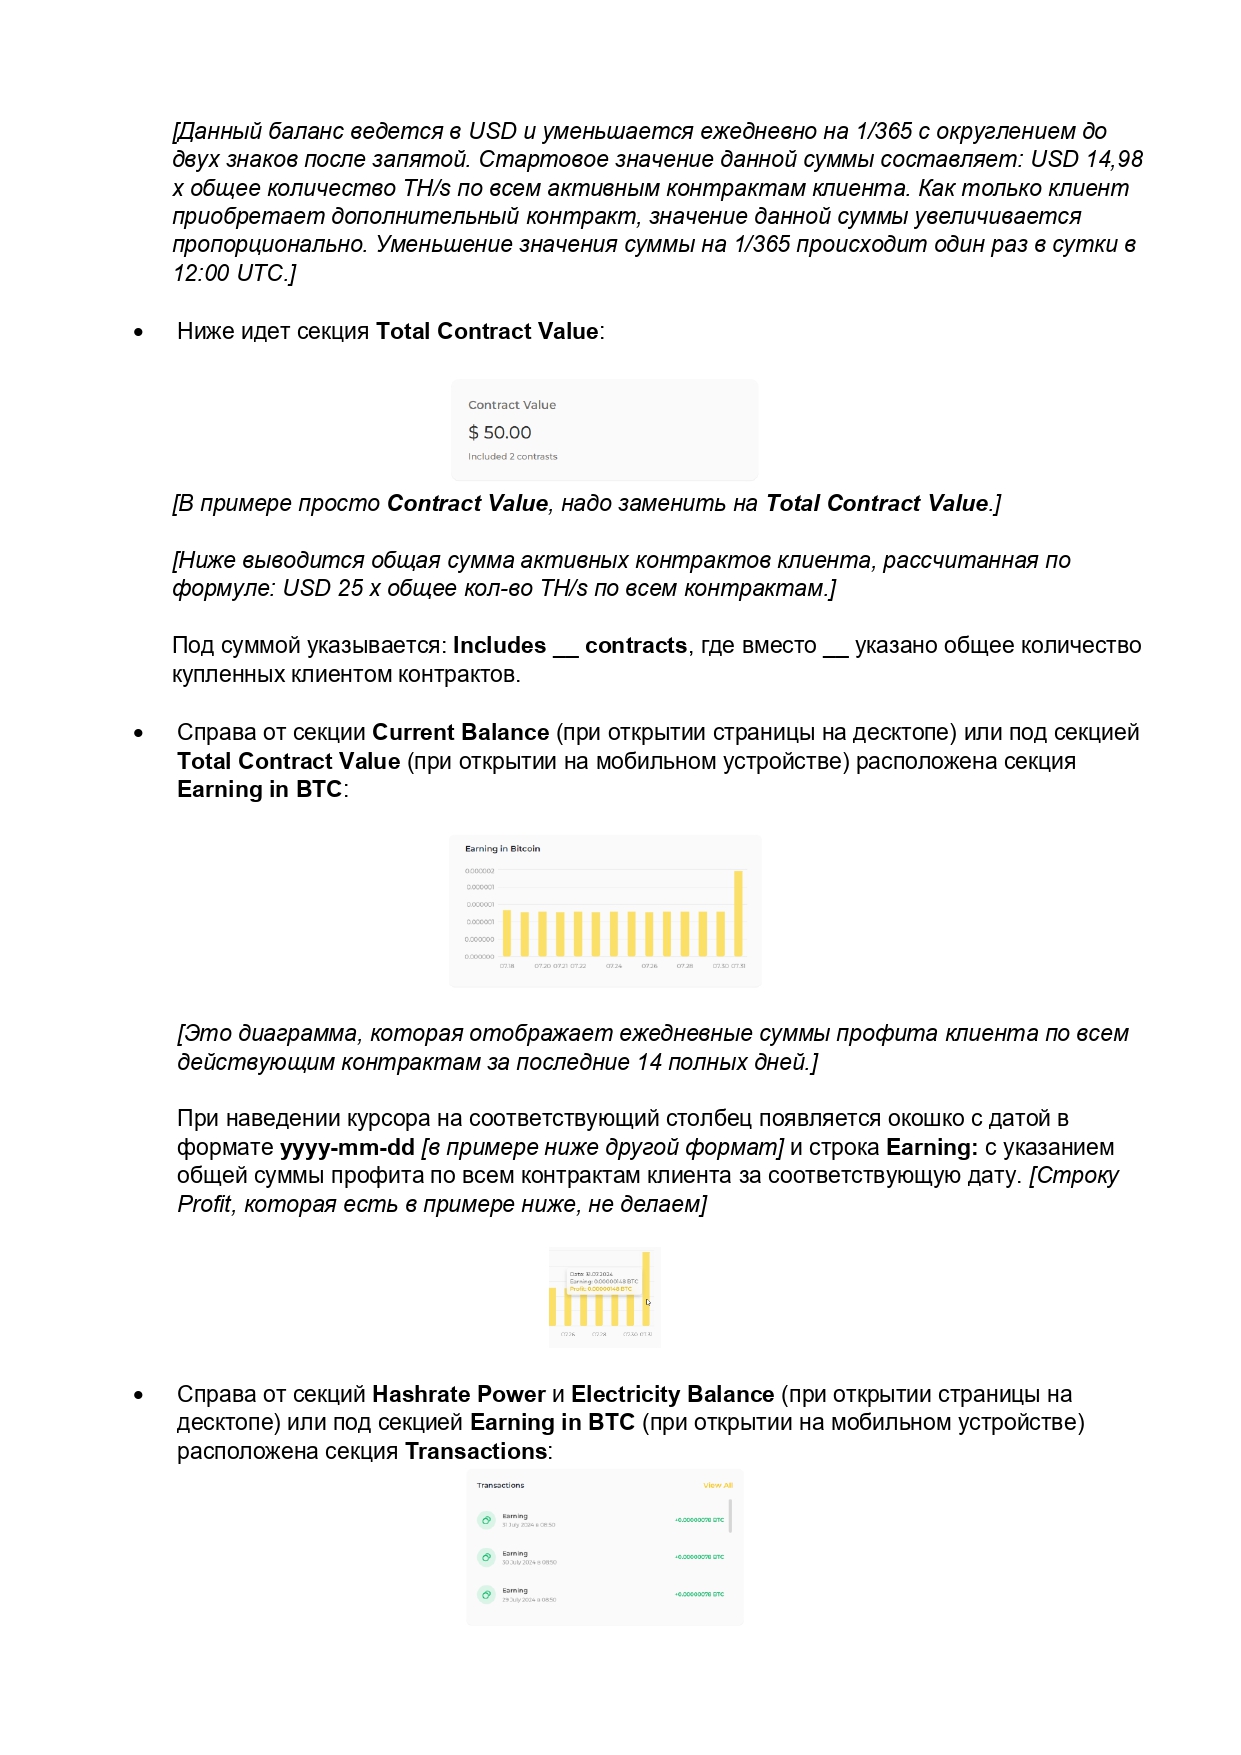 [Данный баланс ведется в USD и уменьшается ежедневно на 1/365 с округлением до
двух знаков после запятой. Стартовое значение данной суммы составляет: USD 14,98
x общее количество TH/s по всем активным контрактам клиента. Как только клиент
приобретает дополнительный контракт, значение данной суммы увеличивается
пропорционально. Уменьшение значения суммы на 1/365 происходит один раз в сутки в
12:00 UTC.]
• Ниже идет секция Total Contract Value:
Contract Value
$ 50.00
Included 2 contrasts
[В примере просто Contract Value, надо заменить на Total Contract Value.]
[Ниже выводится общая сумма активных контрактов клиента, рассчитанная по
формуле: USD 25 x общее кол-во TH/s по всем контрактам.]
Под суммой указывается: Includes __ contracts, где вместо __ указано общее количество
купленных клиентом контрактов.
• Справа от секции Current Balance (при открытии страницы на десктопе) или под секцией
Total Contract Value (при открытии на мобильном устройстве) расположена секция
Earning in BTC:
Earning in Bitcoin
0.000002
0.000001
0.000001
0.000001
0.000000
0.000000
07.18 07.20 07.21 07.22 07.24 07.26 07.28 07.30 07.31
[Это диаграмма, которая отображает ежедневные суммы профита клиента по всем
действующим контрактам за последние 14 полных дней.]
При наведении курсора на соответствующий столбец появляется окошко с датой в
формате yyyy-mm-dd [в примере ниже другой формат] и строка Earning: с указанием
общей суммы профита по всем контрактам клиента за соответствующую дату. [Строку
Profit, которая есть в примере ниже, не делаем]
Date: 31.07.2024
Earning: 0.00000148 BTC
Profit: 0.00000148 BTC
07.26 07.28 07.30 07.31
• Справа от секций Hashrate Power и Electricity Balance (при открытии страницы на
десктопе) или под секцией Earning in BTC (при открытии на мобильном устройстве)
расположена секция Transactions:
Transactions View All
Earning
31 July 2024 в 08:50 +0.00000078 BTC
Earning
30 July 2024 в 08:50 +0.00000078 BTC
Earning
29 July 2024 в 08:50 +0.00000078 BTC